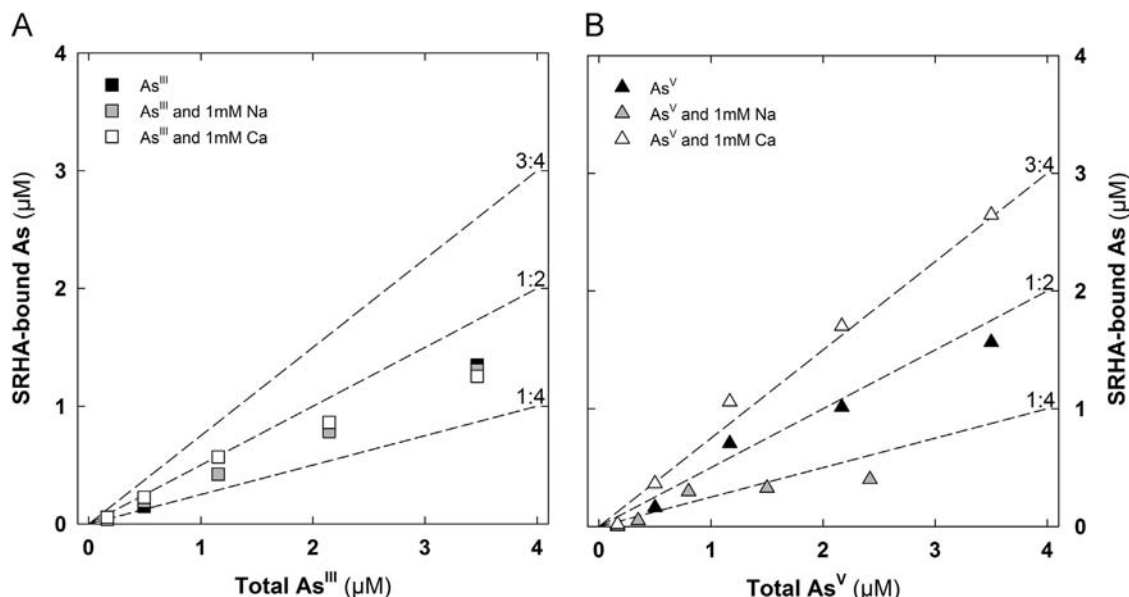 A
4
3
2
1
0
SRHA-bound As (µM)
As^III
As^III and 1mM Na
As^III and 1mM Ca
3:4
1:2
1:4
0 1 2 3 4
Total As^III (µM)
B
As^V
As^V and 1mM Na
As^V and 1mM Ca
3:4
1:2
1:4
4
3
2
1
0
SRHA-bound As (µM)
0 1 2 3 4
Total As^V (µM)